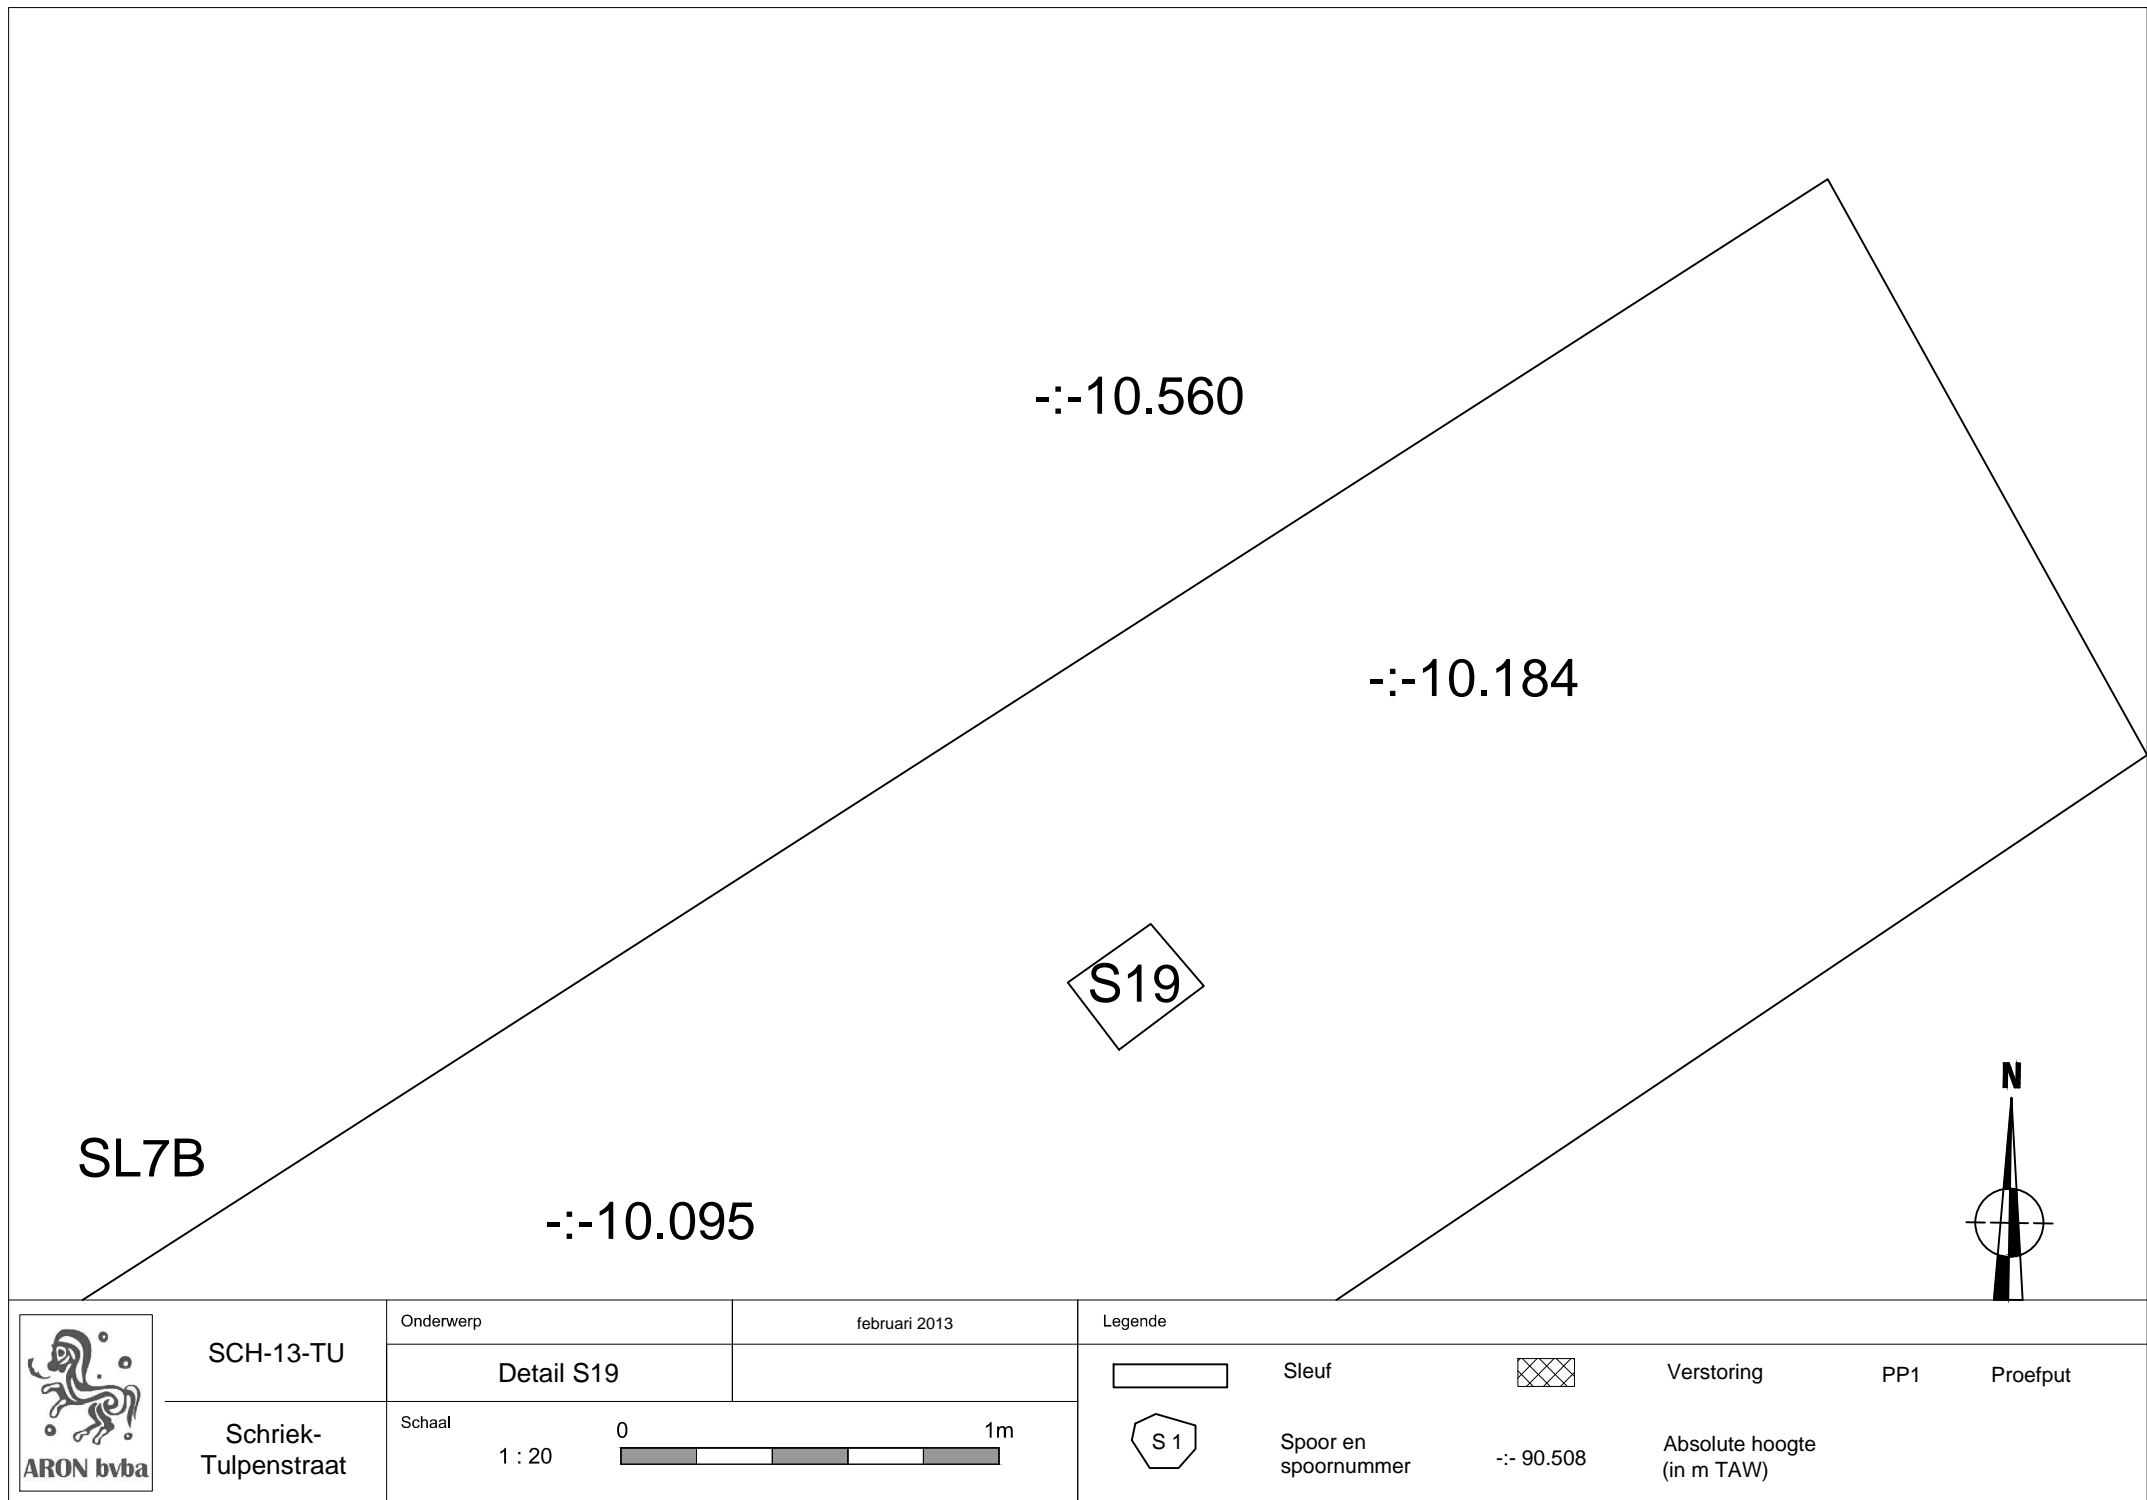 -:-10.560
-:-10.184
S19
N
SL7B
-:-10.095
ARON bvba
SCH-13-TU
Schriek-
Tulpenstraat
Onderwerp
februari 2013
Detail S19
Schaal
1 : 20
0
1m
Legende
Sleuf
Verstoring
PP1
Proefput
S 1
Spoor en
spoornummer
-:- 90.508
Absolute hoogte
(in m TAW)